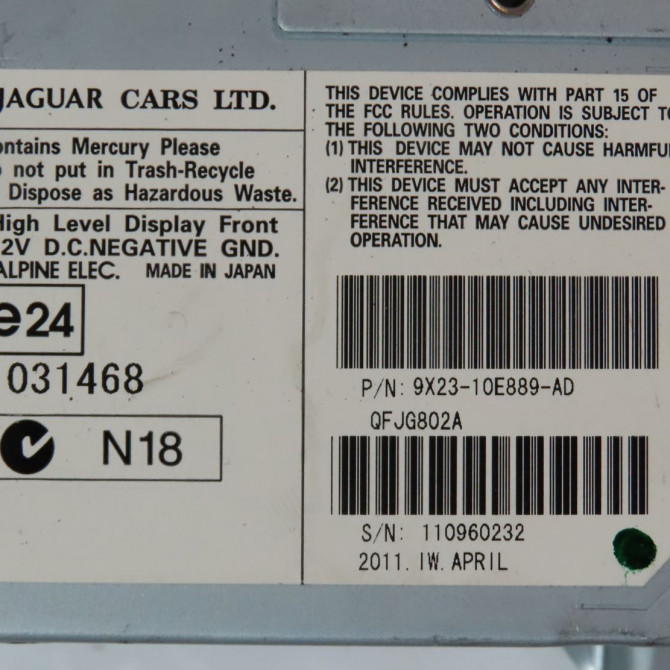 JAGUAR CARS LTD.
ontains Mercury Please
not put in Trash-Recycle
Dispose as Hazardous Waste.
High Level Display Front
2V D.C.NEGATIVE GND.
ALPINE ELEC. MADE IN JAPAN
e24
031468
N18
THIS DEVICE COMPLIES WITH PART 15 OF
THE FCC RULES. OPERATION IS SUBJECT TO
THE FOLLOWING TWO CONDITIONS:
(1) THIS DEVICE MAY NOT CAUSE HARMFU
INTERFERENCE.
(2) THIS DEVICE MUST ACCEPT ANY INTER-
FERENCE RECEIVED INCLUDING INTER-
FERENCE THAT MAY CAUSE UNDESIRED
OPERATION.
P/N: 9X23-10E889-AD
QFJG802A
S/N: 110960232
2011. IW. APRIL